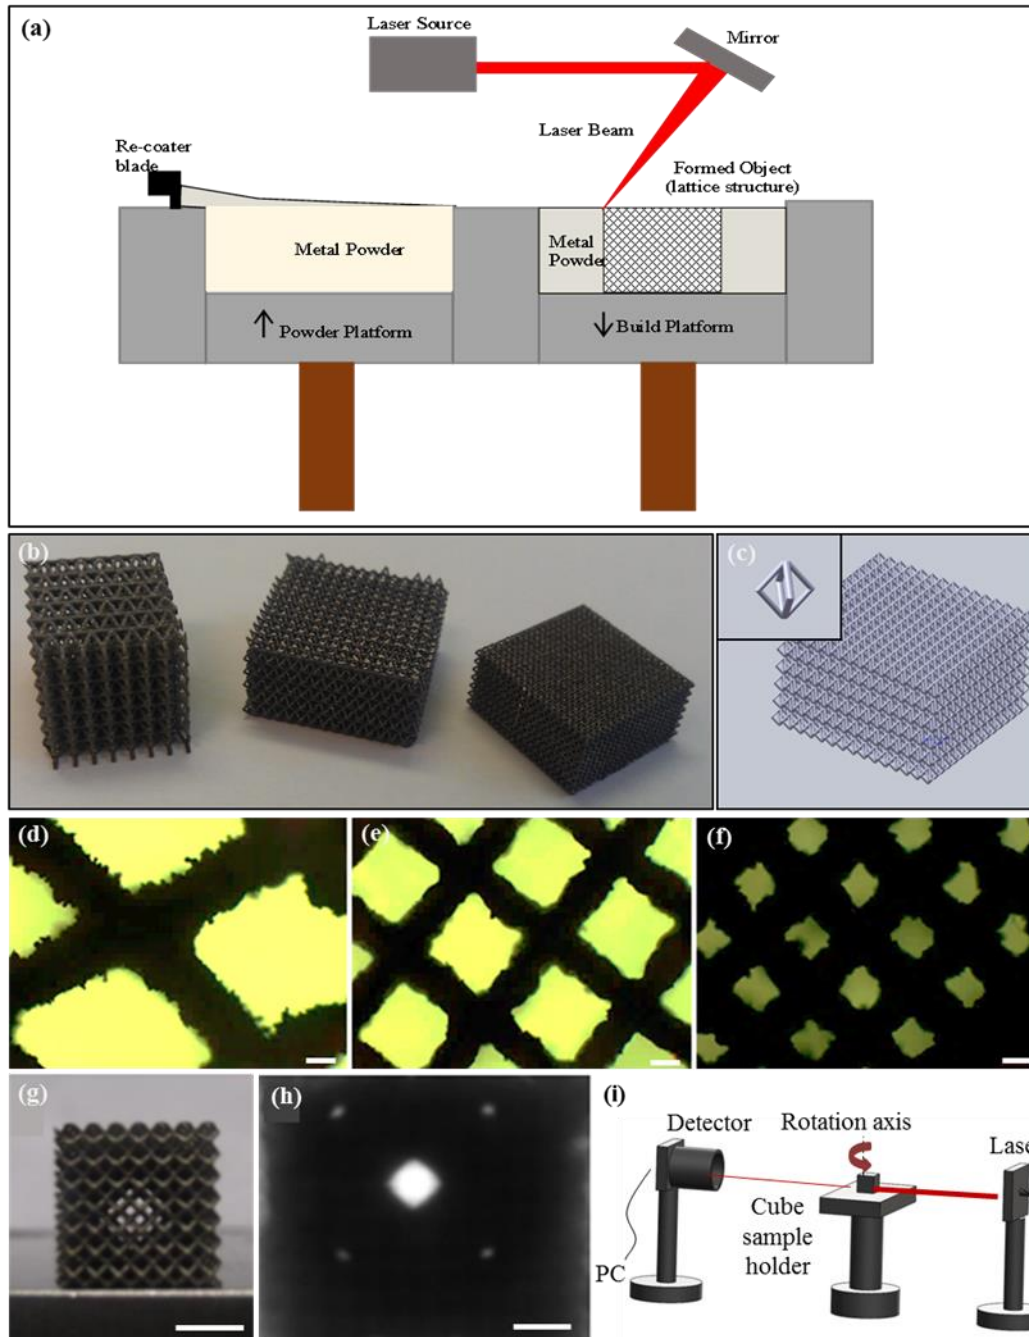 (a)
Laser Source
Mirror
Laser Beam
Re-coater
blade
Formed Object
(lattice structure)
Metal Powder
Metal
Powder
Powder Platform
Build Platform
(b)
(c)
(d)
(e)
(f)
(g)
(h)
(i)
Detector
Rotation axis
Lase
Cube
sample
holder
PC